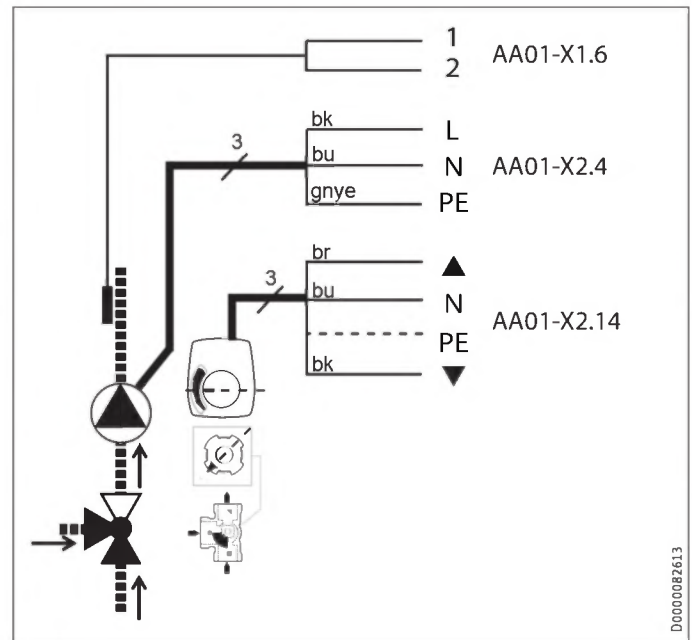 1
2
AA01-X1.6
3
bk
L
bu
N
AA01-X2.4
gnye
PE
3
br
▲
bu
N
AA01-X2.14
PE
bk
▼
D0000082613